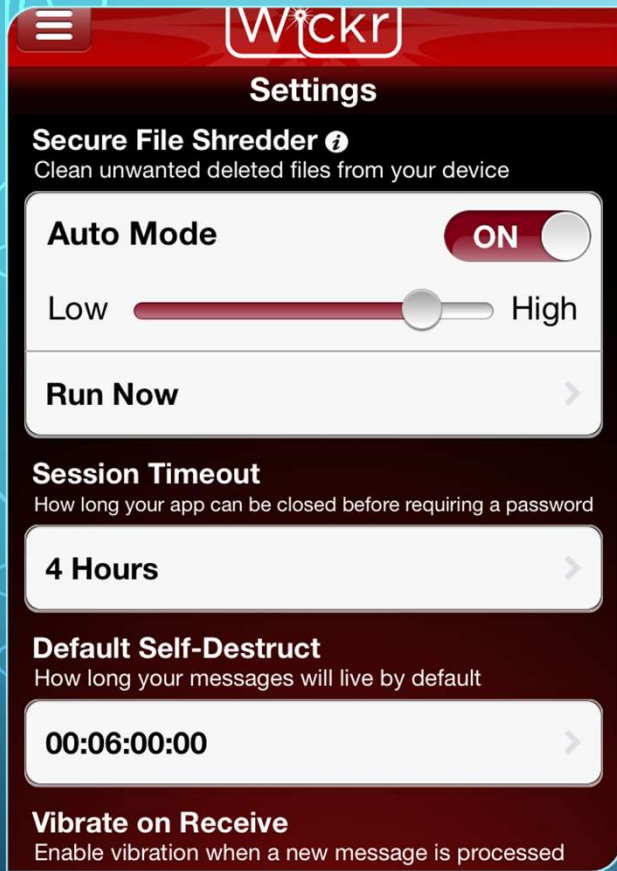 Wickr
Settings
Secure File Shredder i
Clean unwanted deleted files from your device
Auto Mode ON
Low High
Run Now
Session Timeout
How long your app can be closed before requiring a password
4 Hours
Default Self-Destruct
How long your messages will live by default
00:06:00:00
Vibrate on Receive
Enable vibration when a new message is processed